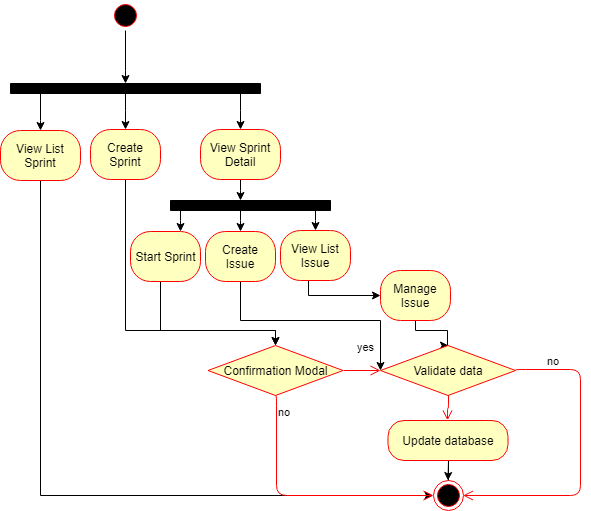 View List
Sprint
Create
Sprint
View Sprint
Detail
Start Sprint
Create
Issue
View List
Issue
Manage
Issue
yes
no
Confirmation Modal
Validate data
no
Update database